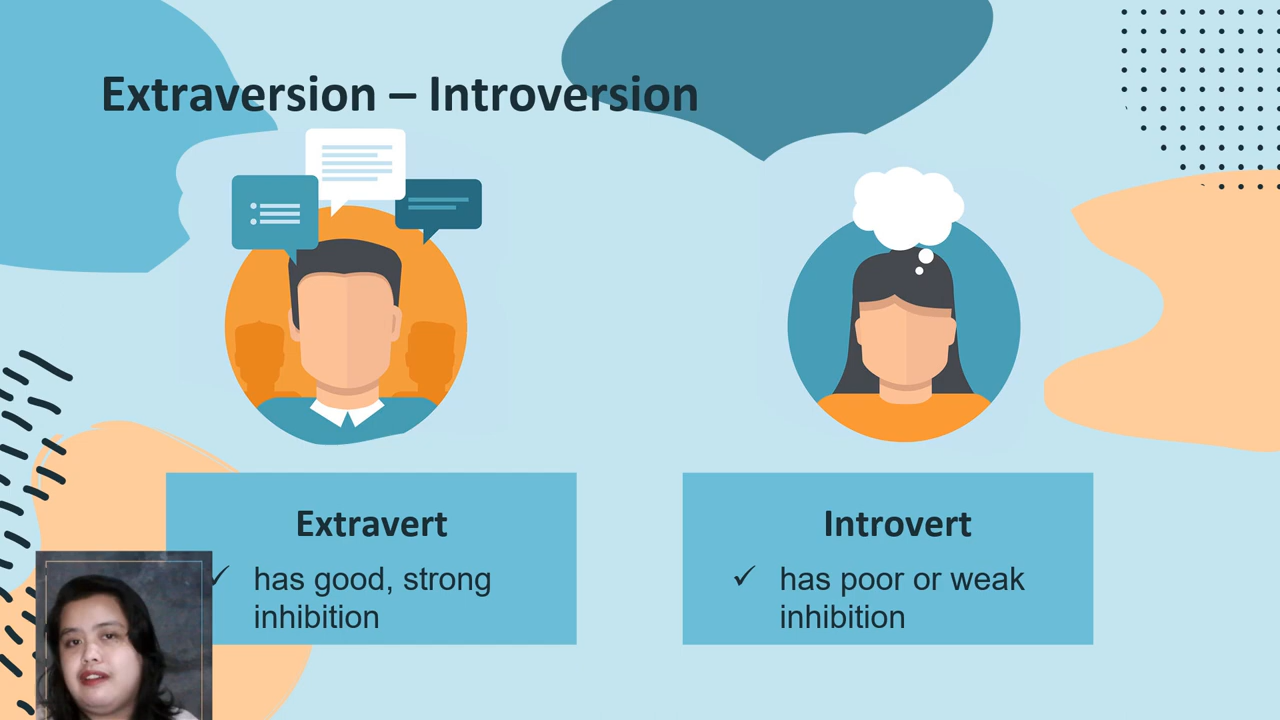 Extraversion – Introversion
Extravert
✓ has good, strong
inhibition
Introvert
✓ has poor or weak
inhibition